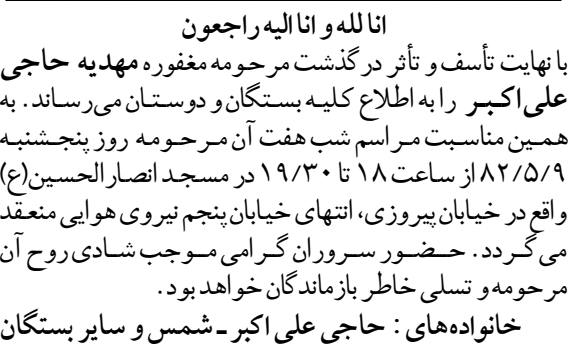 انا لله و انا الیه راجعون
با نهایت تأسف و تأثر درگذشت مرحومه مغفوره مهدیه حاجی
علی اکبر را به اطلاع کلیه بستگان و دوستان می‌رساند. به
همین مناسبت مراسم شب هفت آن مرحومه روز پنجشنبه
۸۲/۵/۹ از ساعت ۱۸ تا ۱۹/۳۰ در مسجد انصارالحسین(ع)
واقع در خیابان پیروزی، انتهای خیابان پنجم نیروی هوایی منعقد
می‌گردد. حضور سروران گرامی موجب شادی روح آن
مرحومه و تسلی خاطر بازماندگان خواهد بود.
خانواده‌های : حاجی علی اکبر ـ شمس و سایر بستگان